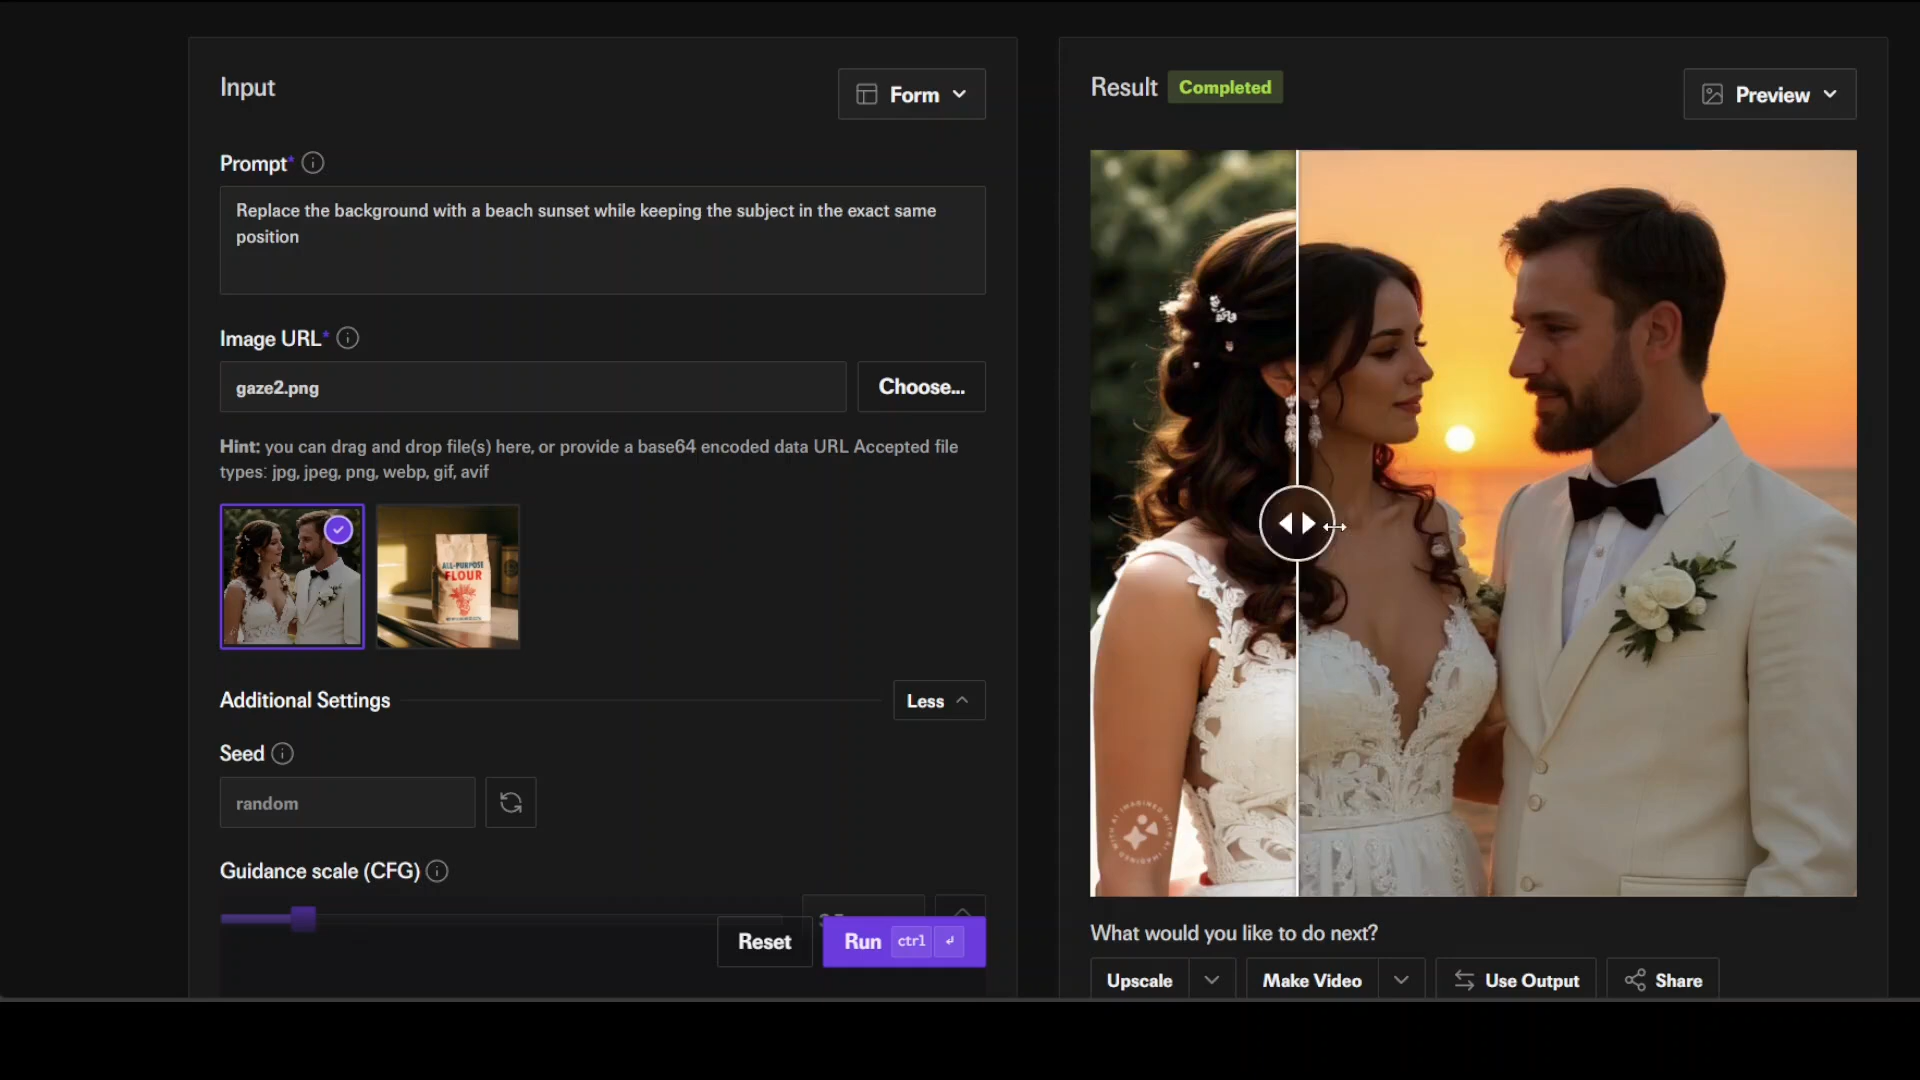 Input
Form
Prompt*
Replace the background with a beach sunset while keeping the subject in the exact same
position
Image URL*
gaze2.png
Choose...
Hint: you can drag and drop file(s) here, or provide a base64 encoded data URL Accepted file
types: jpg, jpeg, png, webp, gif, avif
ALL-PURPOSE
FLOUR
Additional Settings
Less
Seed
random
Guidance scale (CFG)
Reset
Run ctrl
Result
Completed
Preview
IMAGINED WITH AI
What would you like to do next?
Upscale
Make Video
Use Output
Share